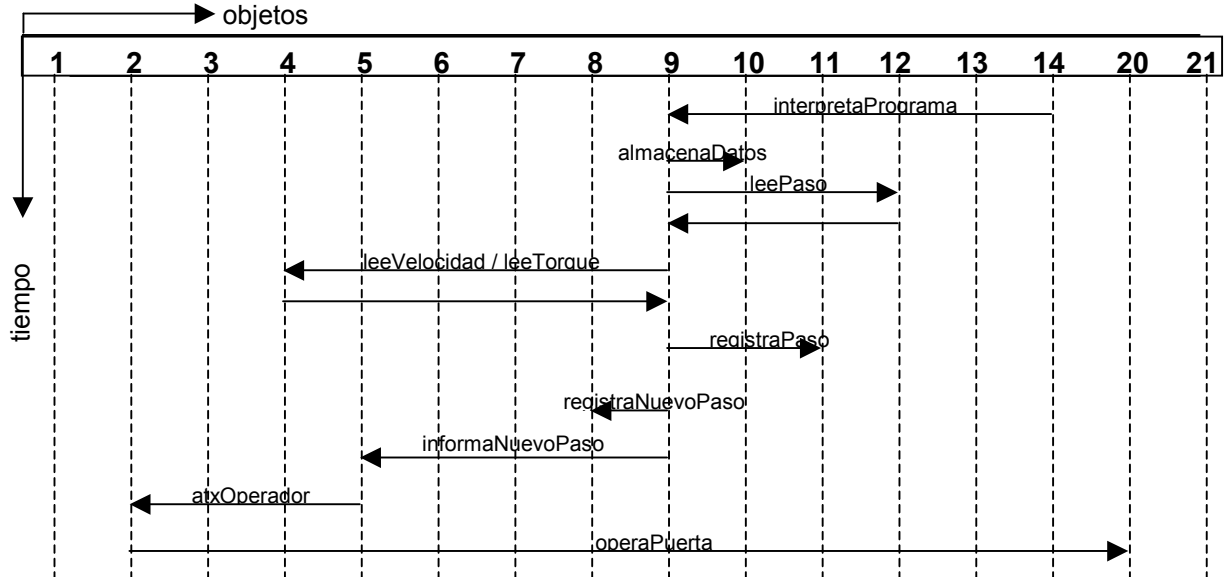 objetos
1 2 3 4 5 6 7 8 9 10 11 12 13 14 20 21
interpretaPrograma
almacenaDatos
leePaso
leeVelocidad / leeTorque
tiempo
registraPaso
registraNuevoPaso
informaNuevoPaso
atxOperador
operaPuerta